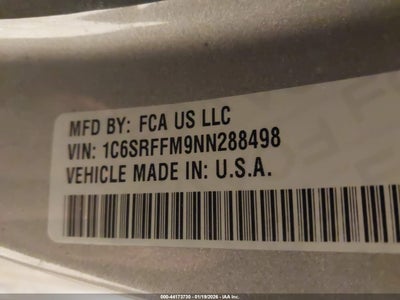 MFD BY: FCA US LLC
VIN: 1C6SRFFM9NN288498
VEHICLE MADE IN: U.S.A.
000-44173730 - 01/19/2026 - IAA, INC.